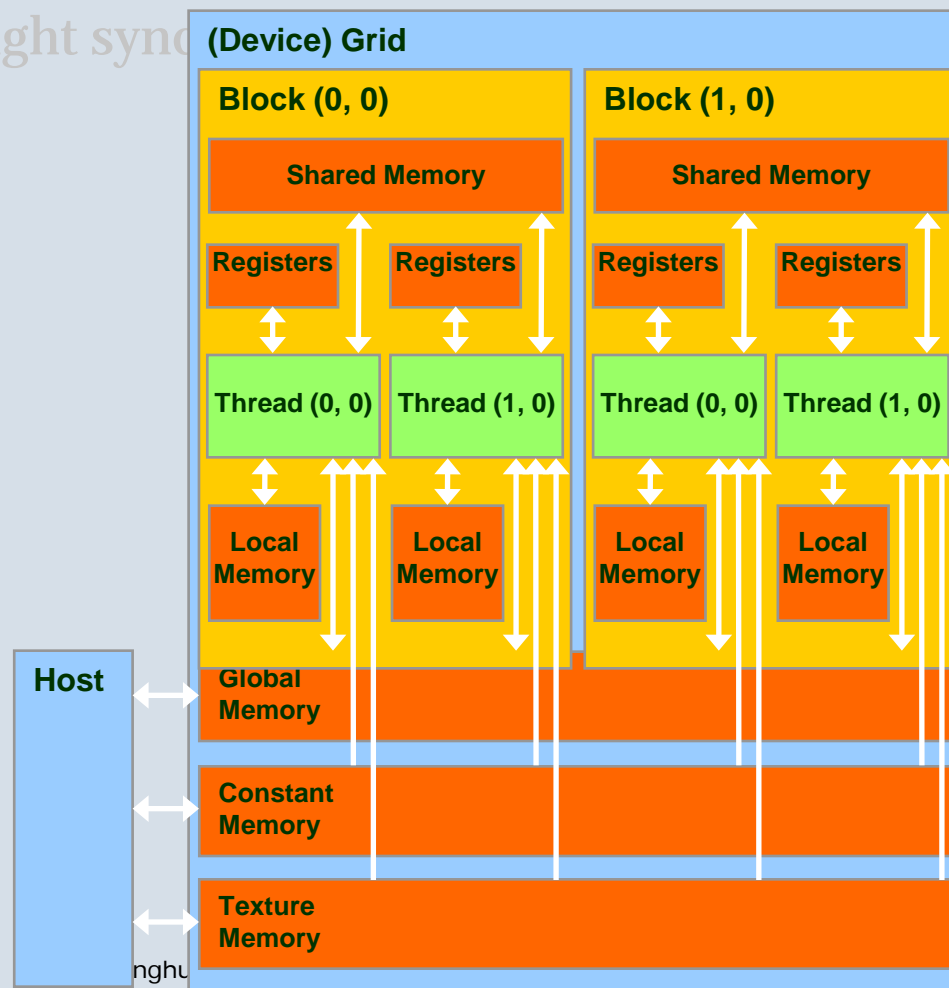 ght sync
(Device) Grid
Block (0, 0)
Block (1, 0)
Shared Memory
Shared Memory
Registers
Registers
Registers
Registers
Thread (0, 0)
Thread (1, 0)
Thread (0, 0)
Thread (1, 0)
Local
Memory
Local
Memory
Local
Memory
Local
Memory
Host
Global
Memory
Constant
Memory
Texture
Memory